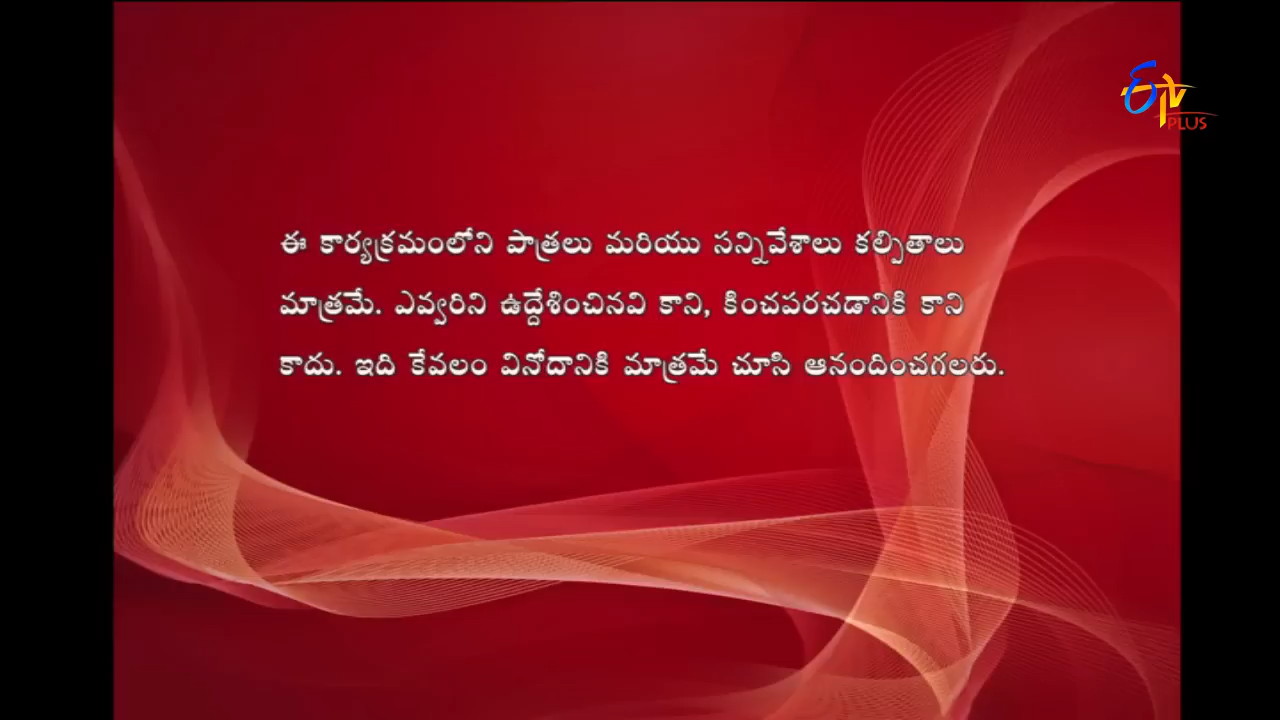 ETV
PLUS
ఈ కార్యక్రమంలోని పాత్రలు మరియు సన్నివేశాలు కల్పితాలు
మాత్రమే. ఎవ్వరిని ఉద్దేశించినవి కాని, కించపరచడానికి కాని
కాదు. ఇది కేవలం వినోదానికి మాత్రమే చూసి ఆనందించగలరు.